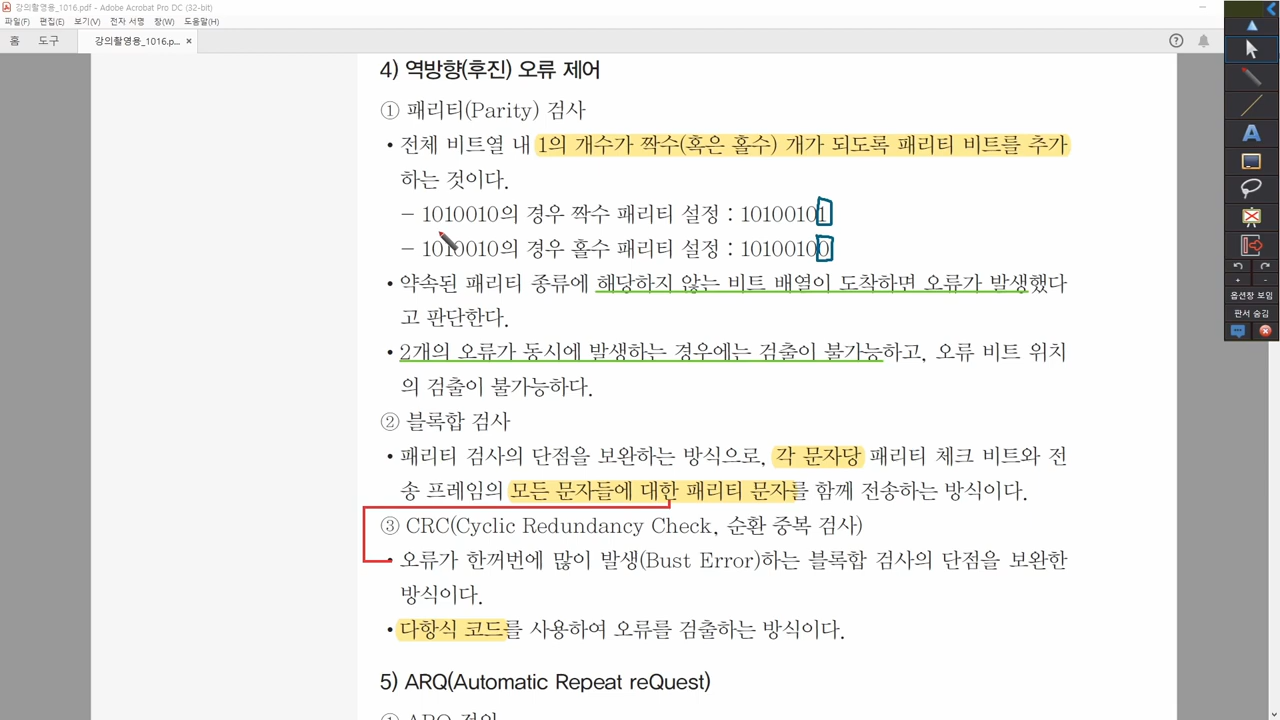 강의촬영용_1016.pdf - Adobe Acrobat Pro DC (32-bit)
파일(F) 편집(E) 보기(V) 전자 서명 창(W) 도움말(H)
홈 도구 강의촬영용_1016.p... ×
4) 역방향(후진) 오류 제어
① 패리티(Parity) 검사
• 전체 비트열 내 1의 개수가 짝수(혹은 홀수) 개가 되도록 패리티 비트를 추가
하는 것이다.
– 1010010의 경우 짝수 패리티 설정 : 10100101
– 1010010의 경우 홀수 패리티 설정 : 10100100
• 약속된 패리티 종류에 해당하지 않는 비트 배열이 도착하면 오류가 발생했다
고 판단한다.
• 2개의 오류가 동시에 발생하는 경우에는 검출이 불가능하고, 오류 비트 위치
의 검출이 불가능하다.
② 블록합 검사
• 패리티 검사의 단점을 보완하는 방식으로, 각 문자당 패리티 체크 비트와 전
송 프레임의 모든 문자들에 대한 패리티 문자를 함께 전송하는 방식이다.
③ CRC(Cyclic Redundancy Check, 순환 중복 검사)
• 오류가 한꺼번에 많이 발생(Bust Error)하는 블록합 검사의 단점을 보완한
방식이다.
• 다항식 코드를 사용하여 오류를 검출하는 방식이다.
5) ARQ(Automatic Repeat reQuest)
① ARQ 정의
옵션창 보임
판서 숨김